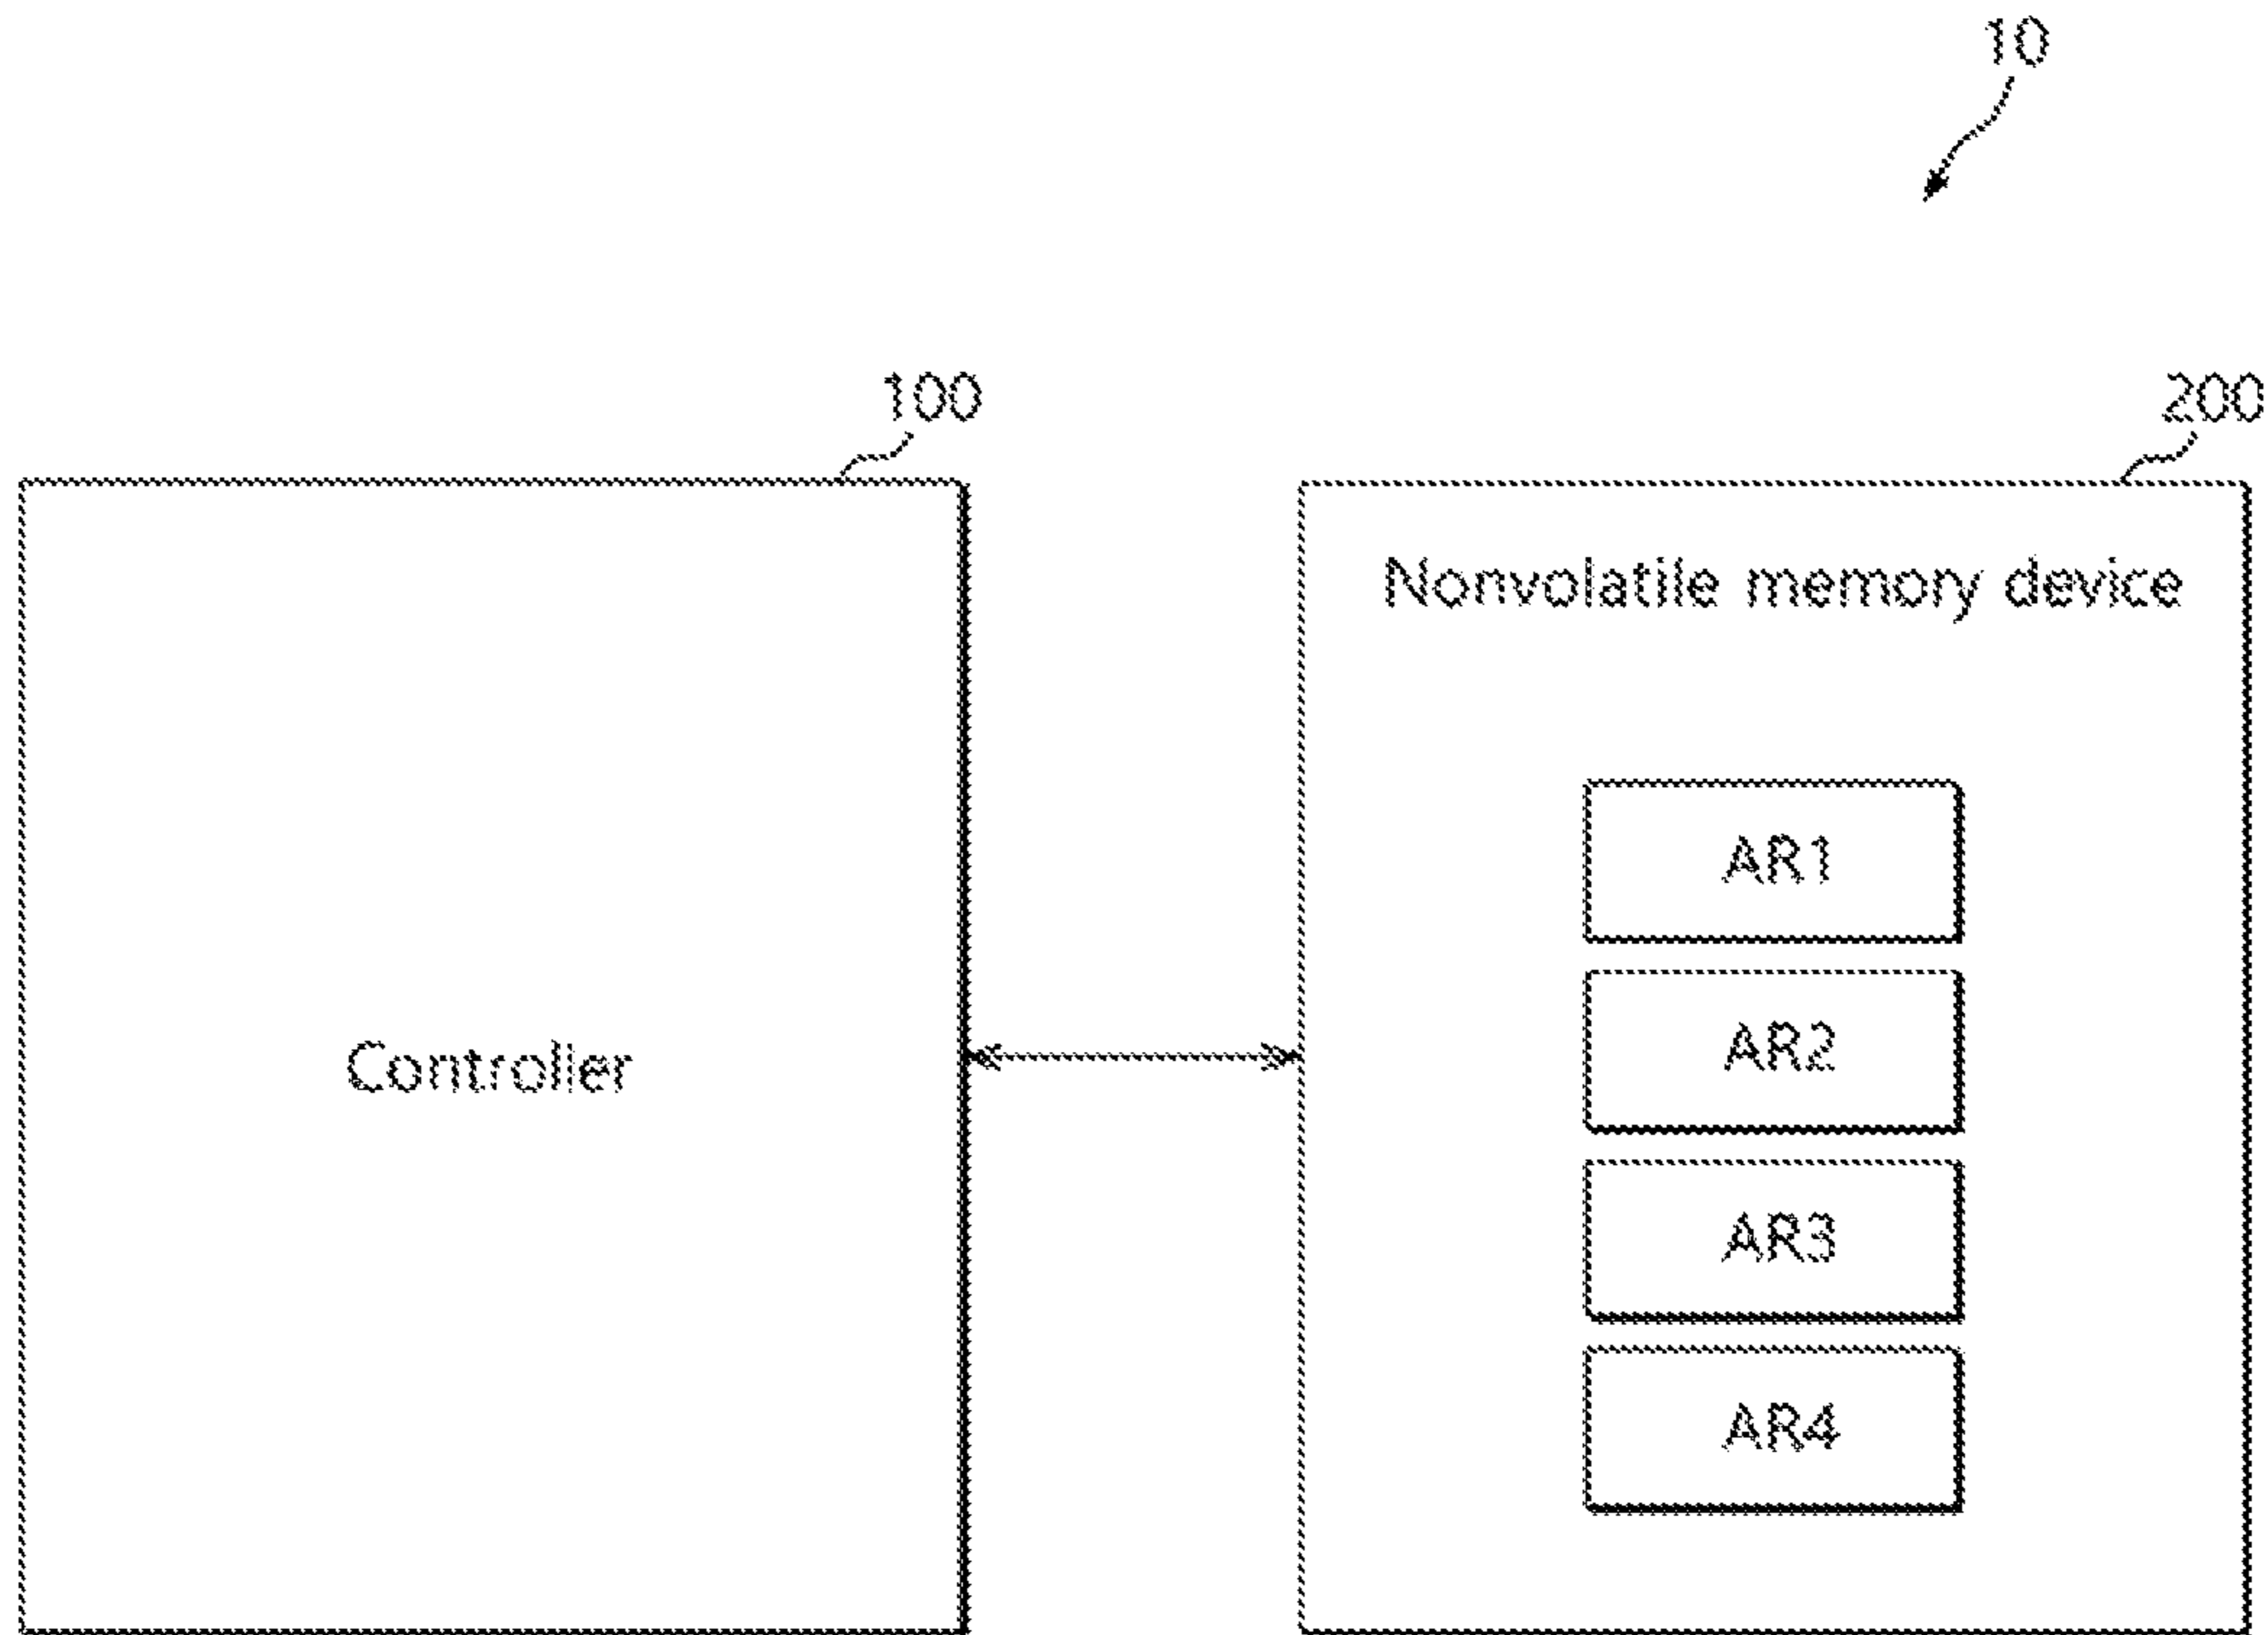 10
100
200
Nonvolatile memory device
AR1
AR2
Controller
AR3
AR4